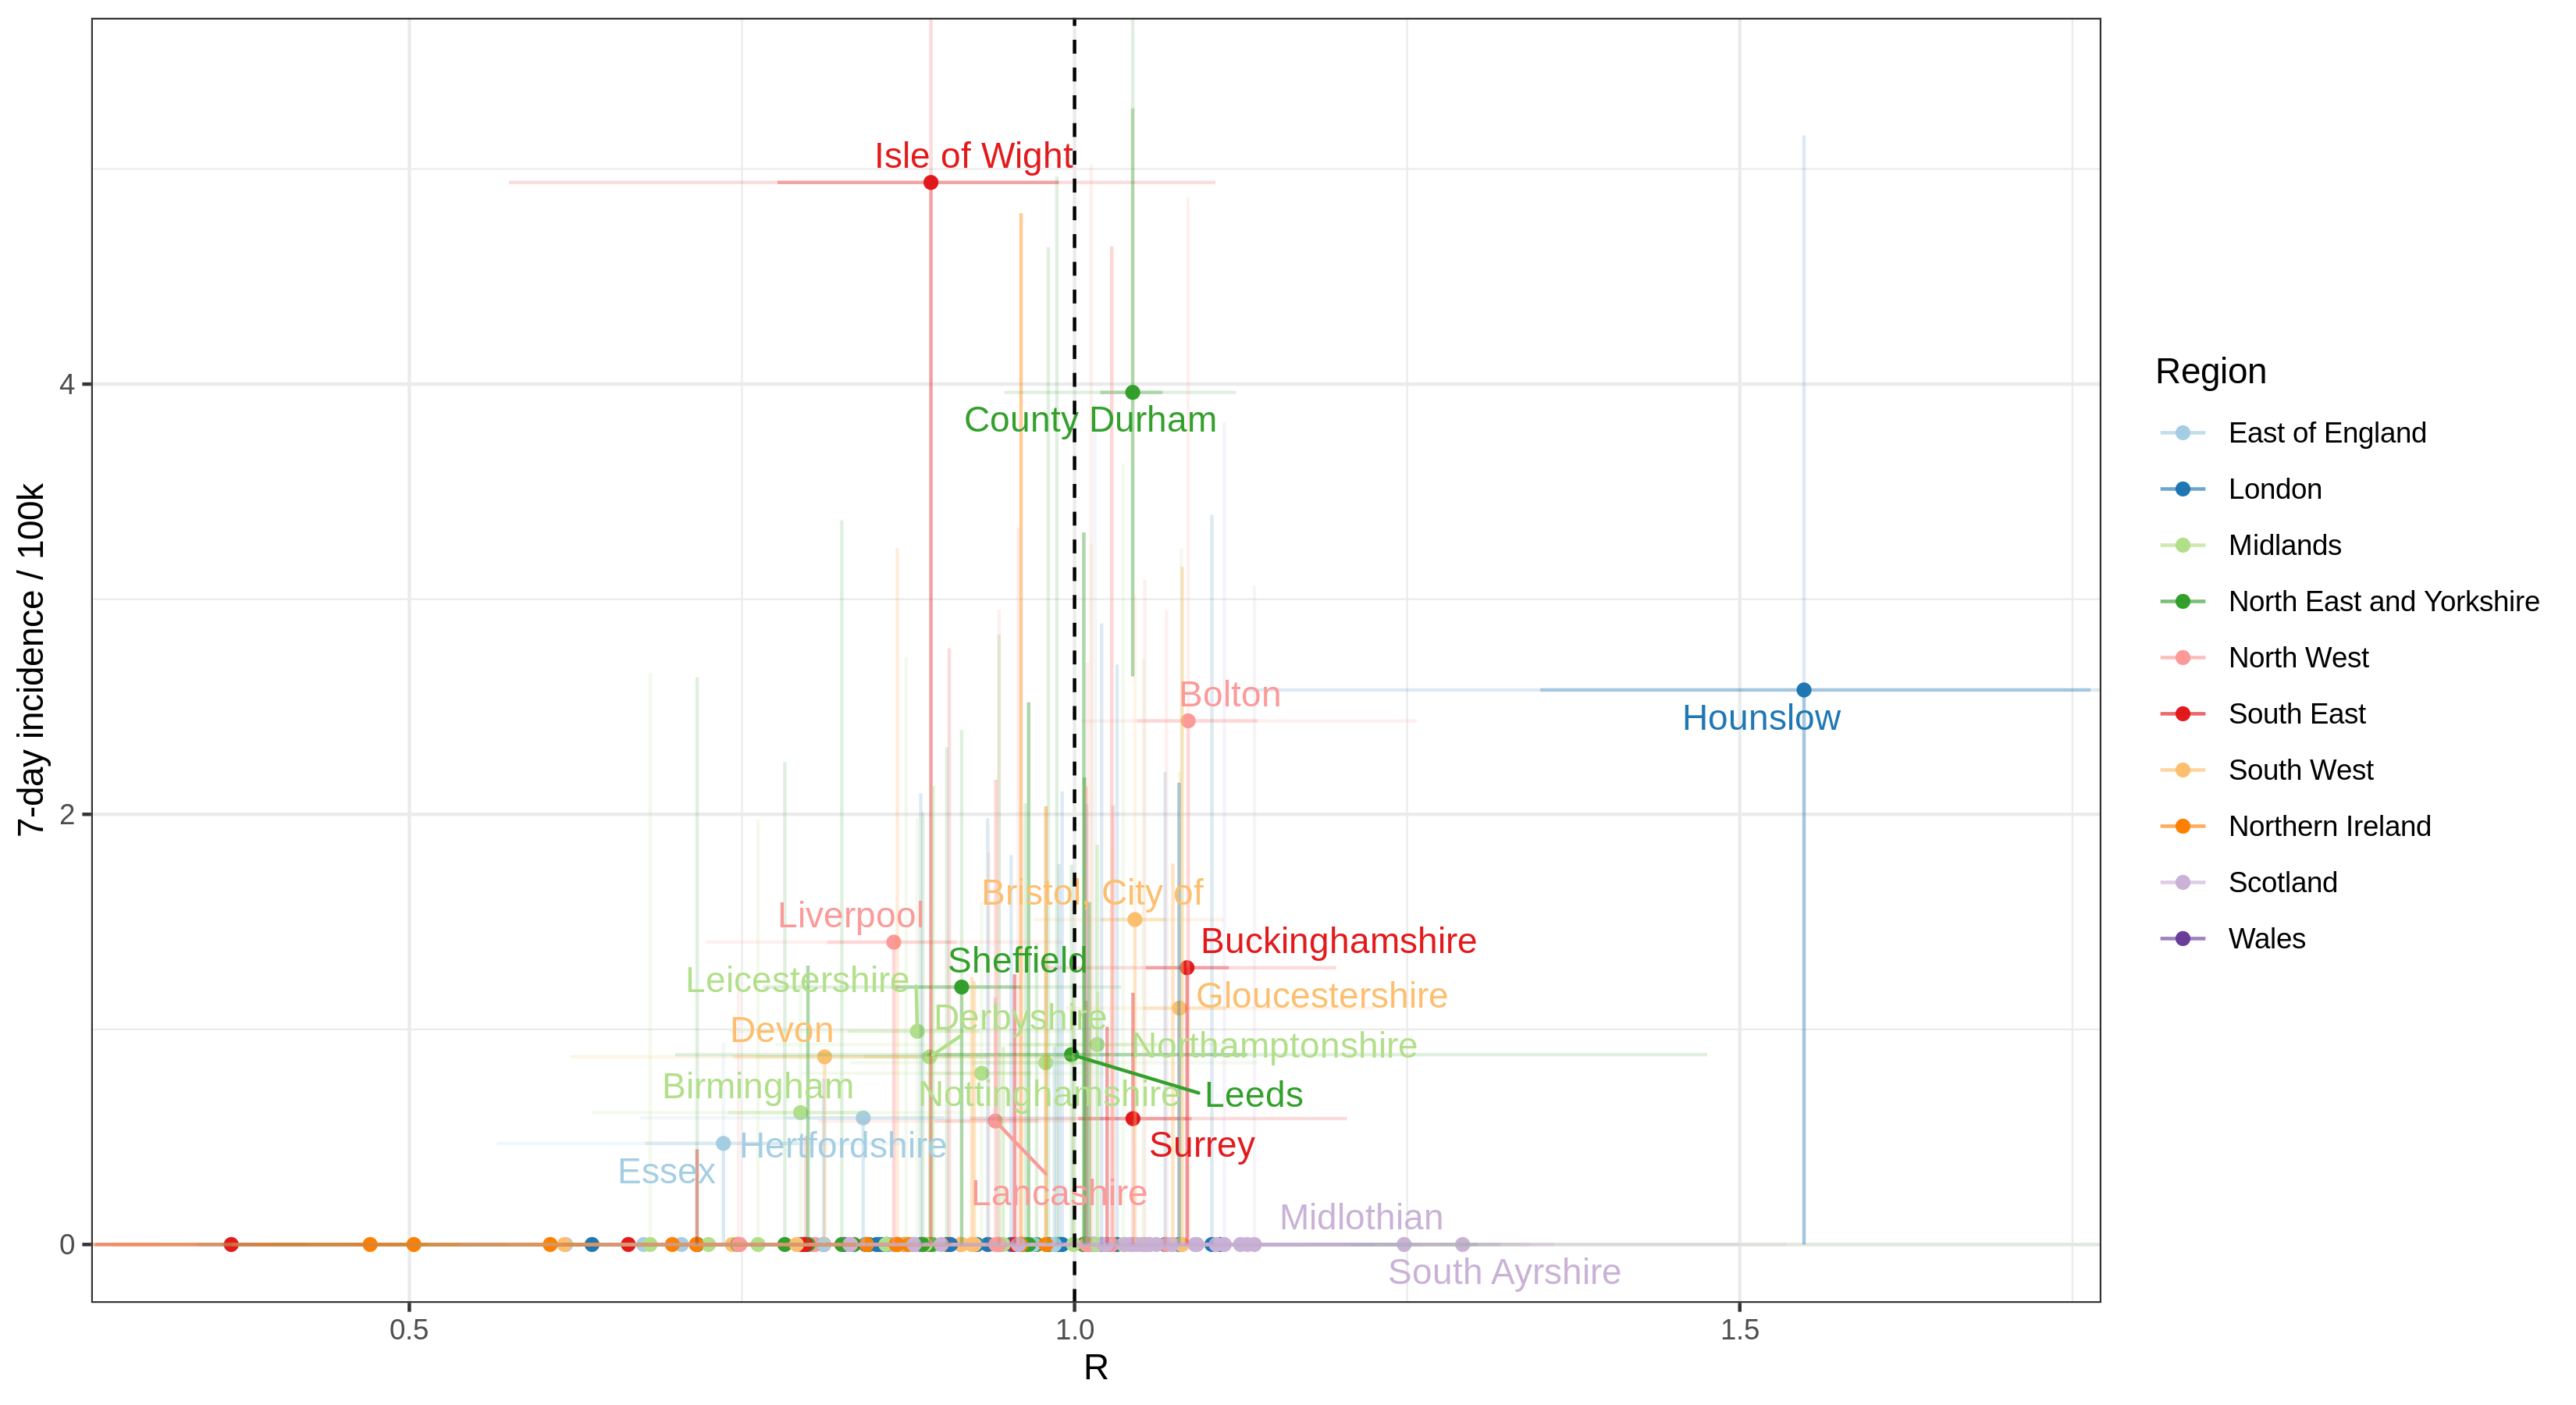 Isle of Wight
County Durham
Bolton
Hounslow
Bristol, City of
Liverpool
Buckinghamshire
Sheffield
Leicestershire
Gloucestershire
Derbyshire
Devon
Northamptonshire
Birmingham
Nottinghamshire
Leeds
Hertfordshire
Surrey
Essex
Lancashire
Midlothian
South Ayrshire
7-day incidence / 100k
4
2
0
0.5
1.0
1.5
R
Region
East of England
London
Midlands
North East and Yorkshire
North West
South East
South West
Northern Ireland
Scotland
Wales